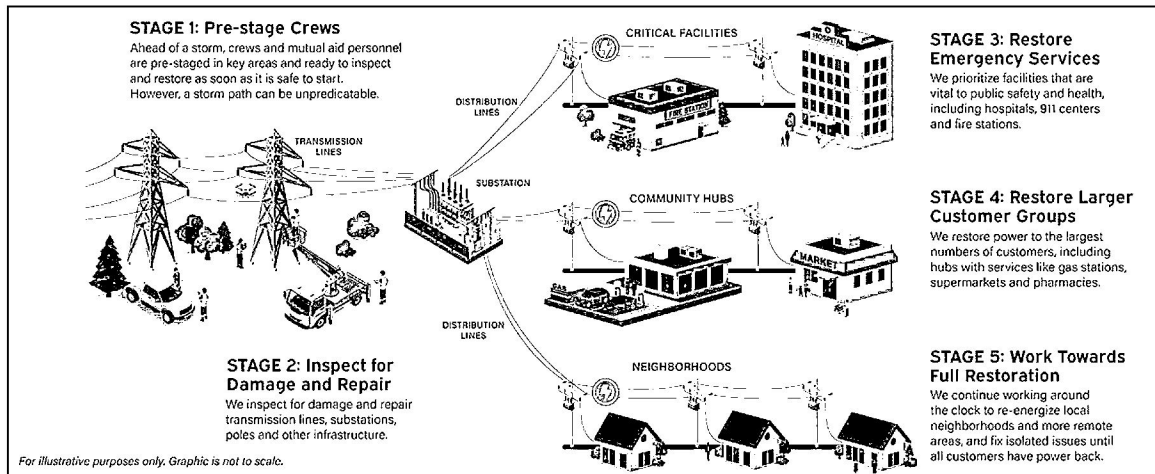 STAGE 1: Pre-stage Crews
Ahead of a storm, crews and mutual aid personnel
are pre-staged in key areas and ready to inspect
and restore as soon as it is safe to start.
However, a storm path can be unpredicatable.
TRANSMISSION
LINES
DISTRIBUTION
LINES
SUBSTATION
CRITICAL FACILITIES
FIRE STATION
HOSPITAL
STAGE 3: Restore
Emergency Services
We prioritize facilities that are
vital to public safety and health,
including hospitals, 911 centers
and fire stations.
COMMUNITY HUBS
GAS
MARKET
STAGE 4: Restore Larger
Customer Groups
We restore power to the largest
numbers of customers, including
hubs with services like gas stations,
supermarkets and pharmacies.
STAGE 2: Inspect for
Damage and Repair
We inspect for damage and repair
transmission lines, substations,
poles and other infrastructure.
DISTRIBUTION
LINES
NEIGHBORHOODS
STAGE 5: Work Towards
Full Restoration
We continue working around
the clock to re-energize local
neighborhoods and more remote
areas, and fix isolated issues until
all customers have power back.
For illustrative purposes only. Graphic is not to scale.